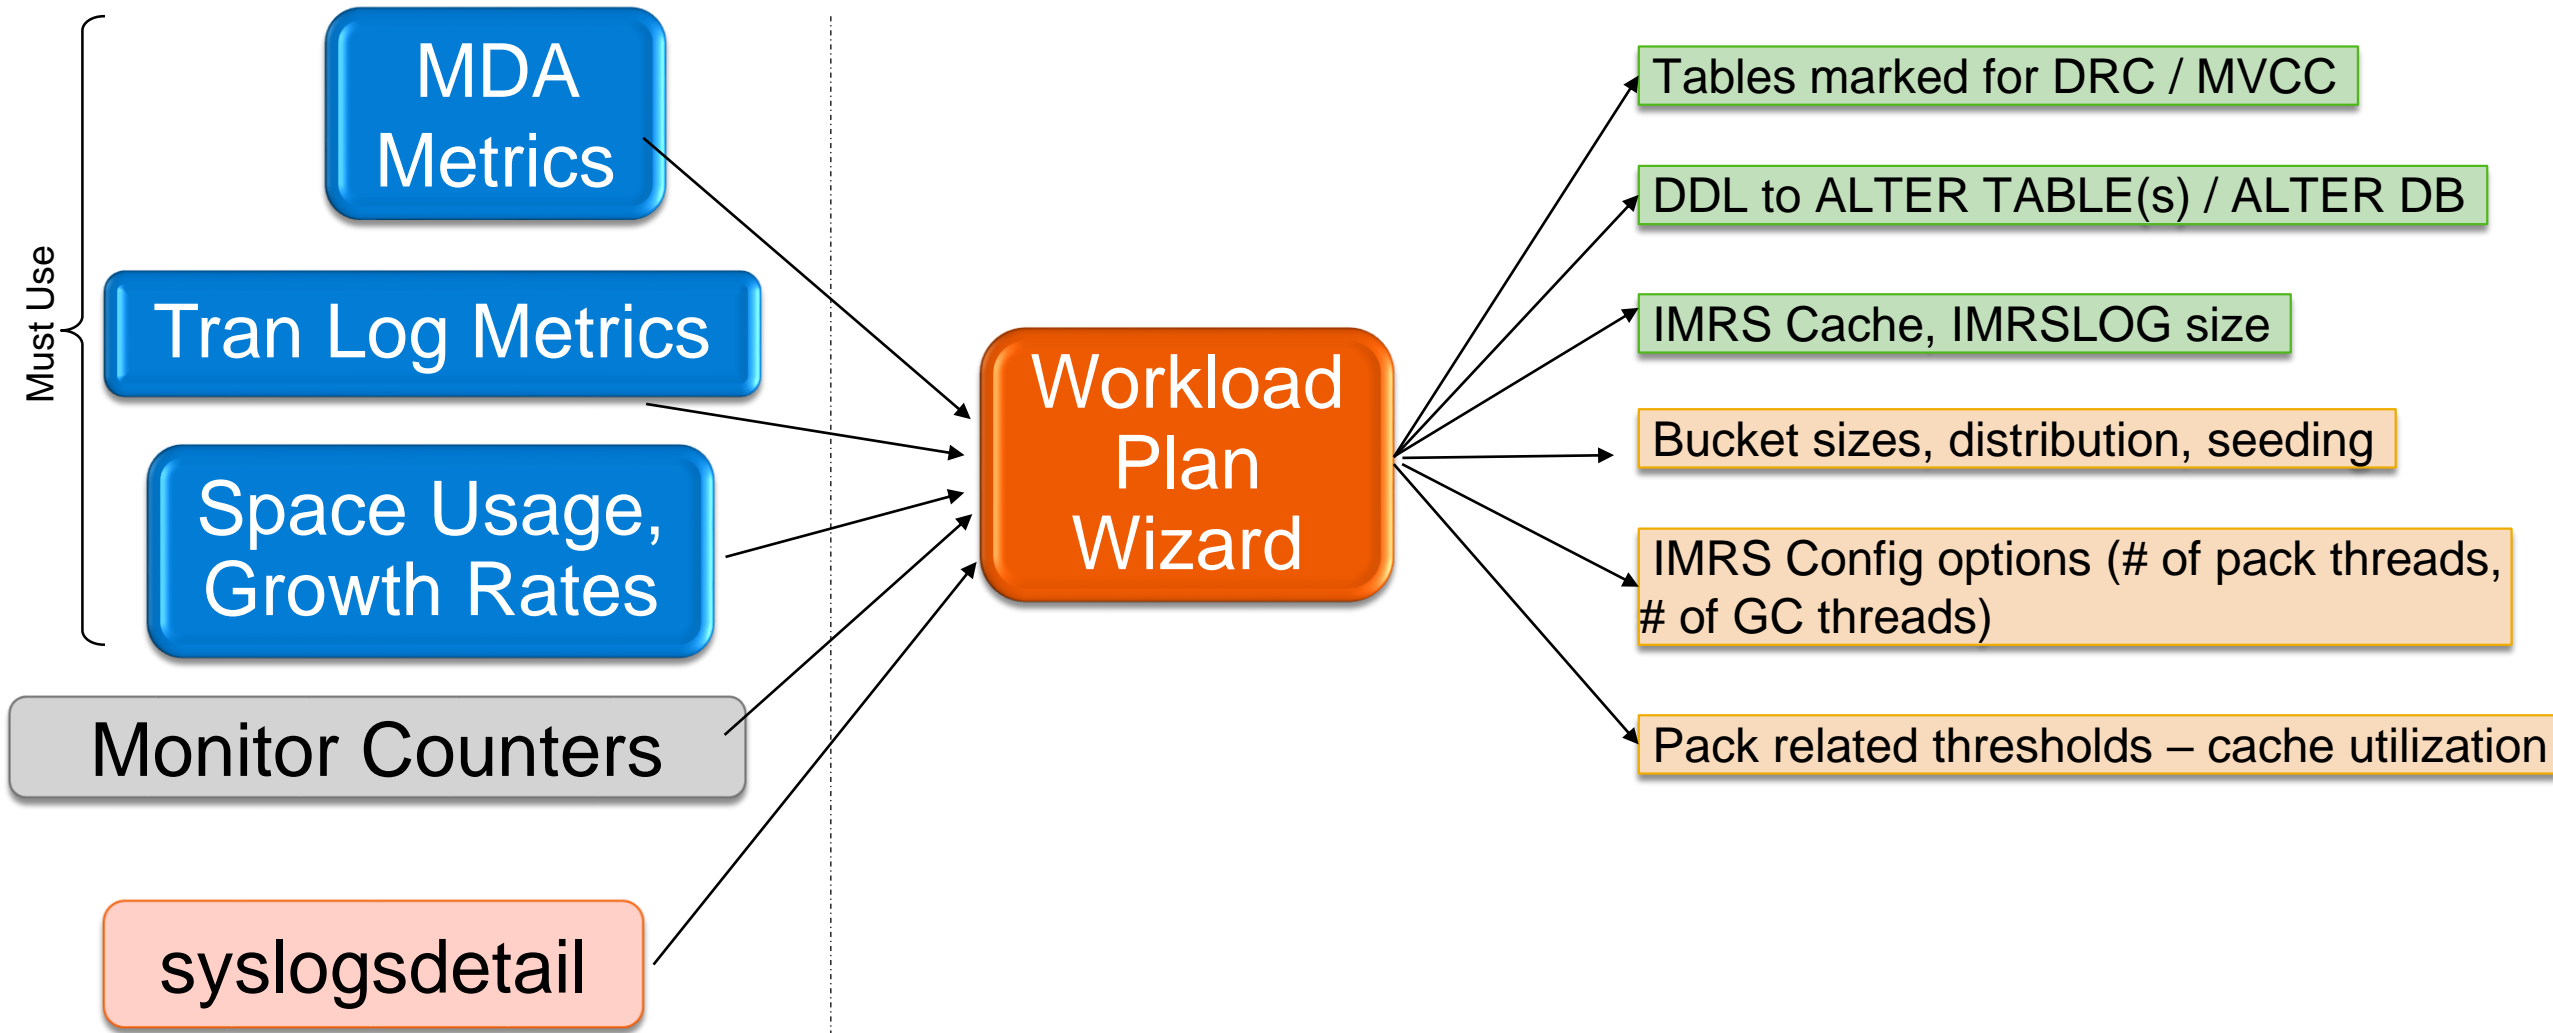 Must Use
MDA
Metrics
Tran Log Metrics
Space Usage,
Growth Rates
Monitor Counters
syslogsdetail
Workload
Plan
Wizard
Tables marked for DRC / MVCC
DDL to ALTER TABLE(s) / ALTER DB
IMRS Cache, IMRSLOG size
Bucket sizes, distribution, seeding
IMRS Config options (# of pack threads,
# of GC threads)
Pack related thresholds – cache utilization